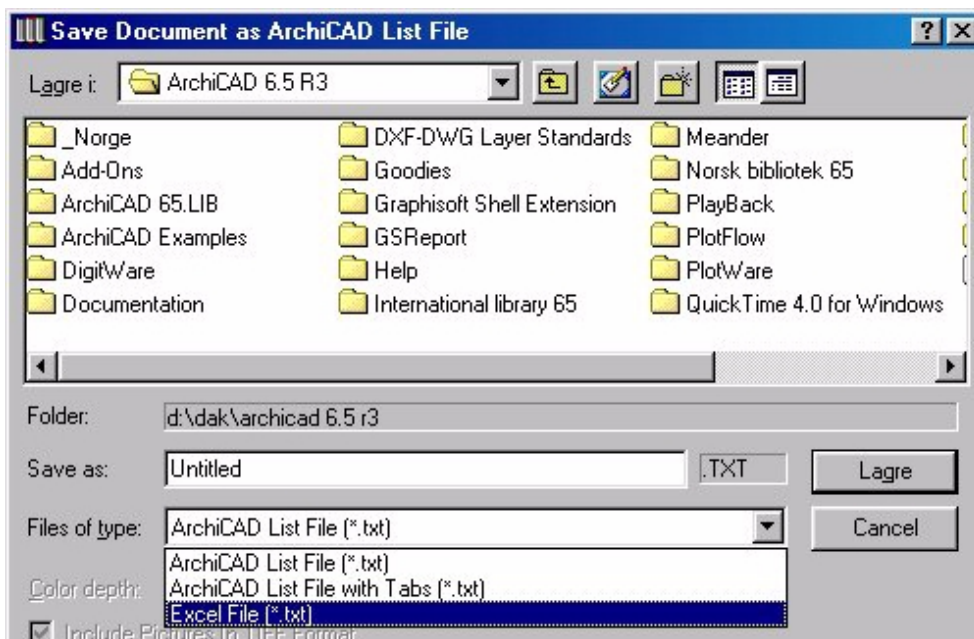 Save Document as ArchiCAD List File
Lagre i: ArchiCAD 6.5 R3
_Norge DXF-DWG Layer Standards Meander
Add-Ons Goodies Norsk bibliotek 65
ArchiCAD 65.LIB Graphisoft Shell Extension PlayBack
ArchiCAD Examples GSReport PlotFlow
DigitWare Help PlotWare
Documentation International library 65 QuickTime 4.0 for Windows
Folder: d:\dak\archicad 6.5 r3
Save as: Untitled .TXT Lagre
Files of type: ArchiCAD List File (*.txt) Cancel
ArchiCAD List File (*.txt)
Color depth: ArchiCAD List File with Tabs (*.txt)
Excel File (*.txt)
Include Pictures In TIFF Format